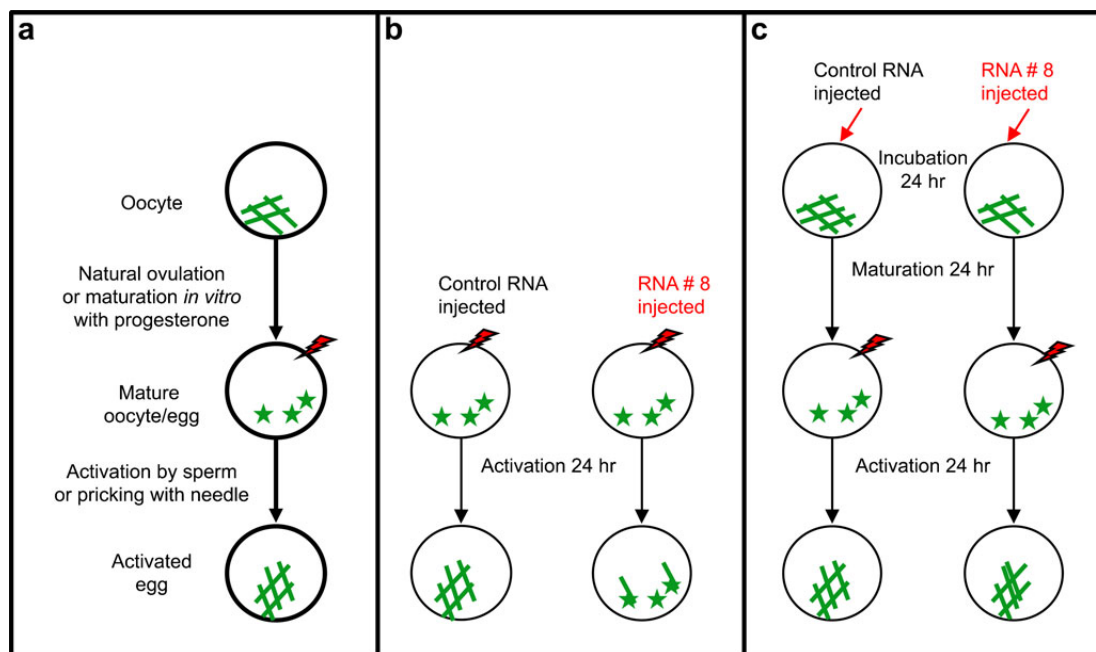 a
Oocyte
Natural ovulation
or maturation in vitro
with progesterone
Mature
oocyte/egg
Activation by sperm
or pricking with needle
Activated
egg
b
Control RNA
injected
RNA # 8
injected
Activation 24 hr
c
Control RNA
injected
RNA # 8
injected
Incubation
24 hr
Maturation 24 hr
Activation 24 hr